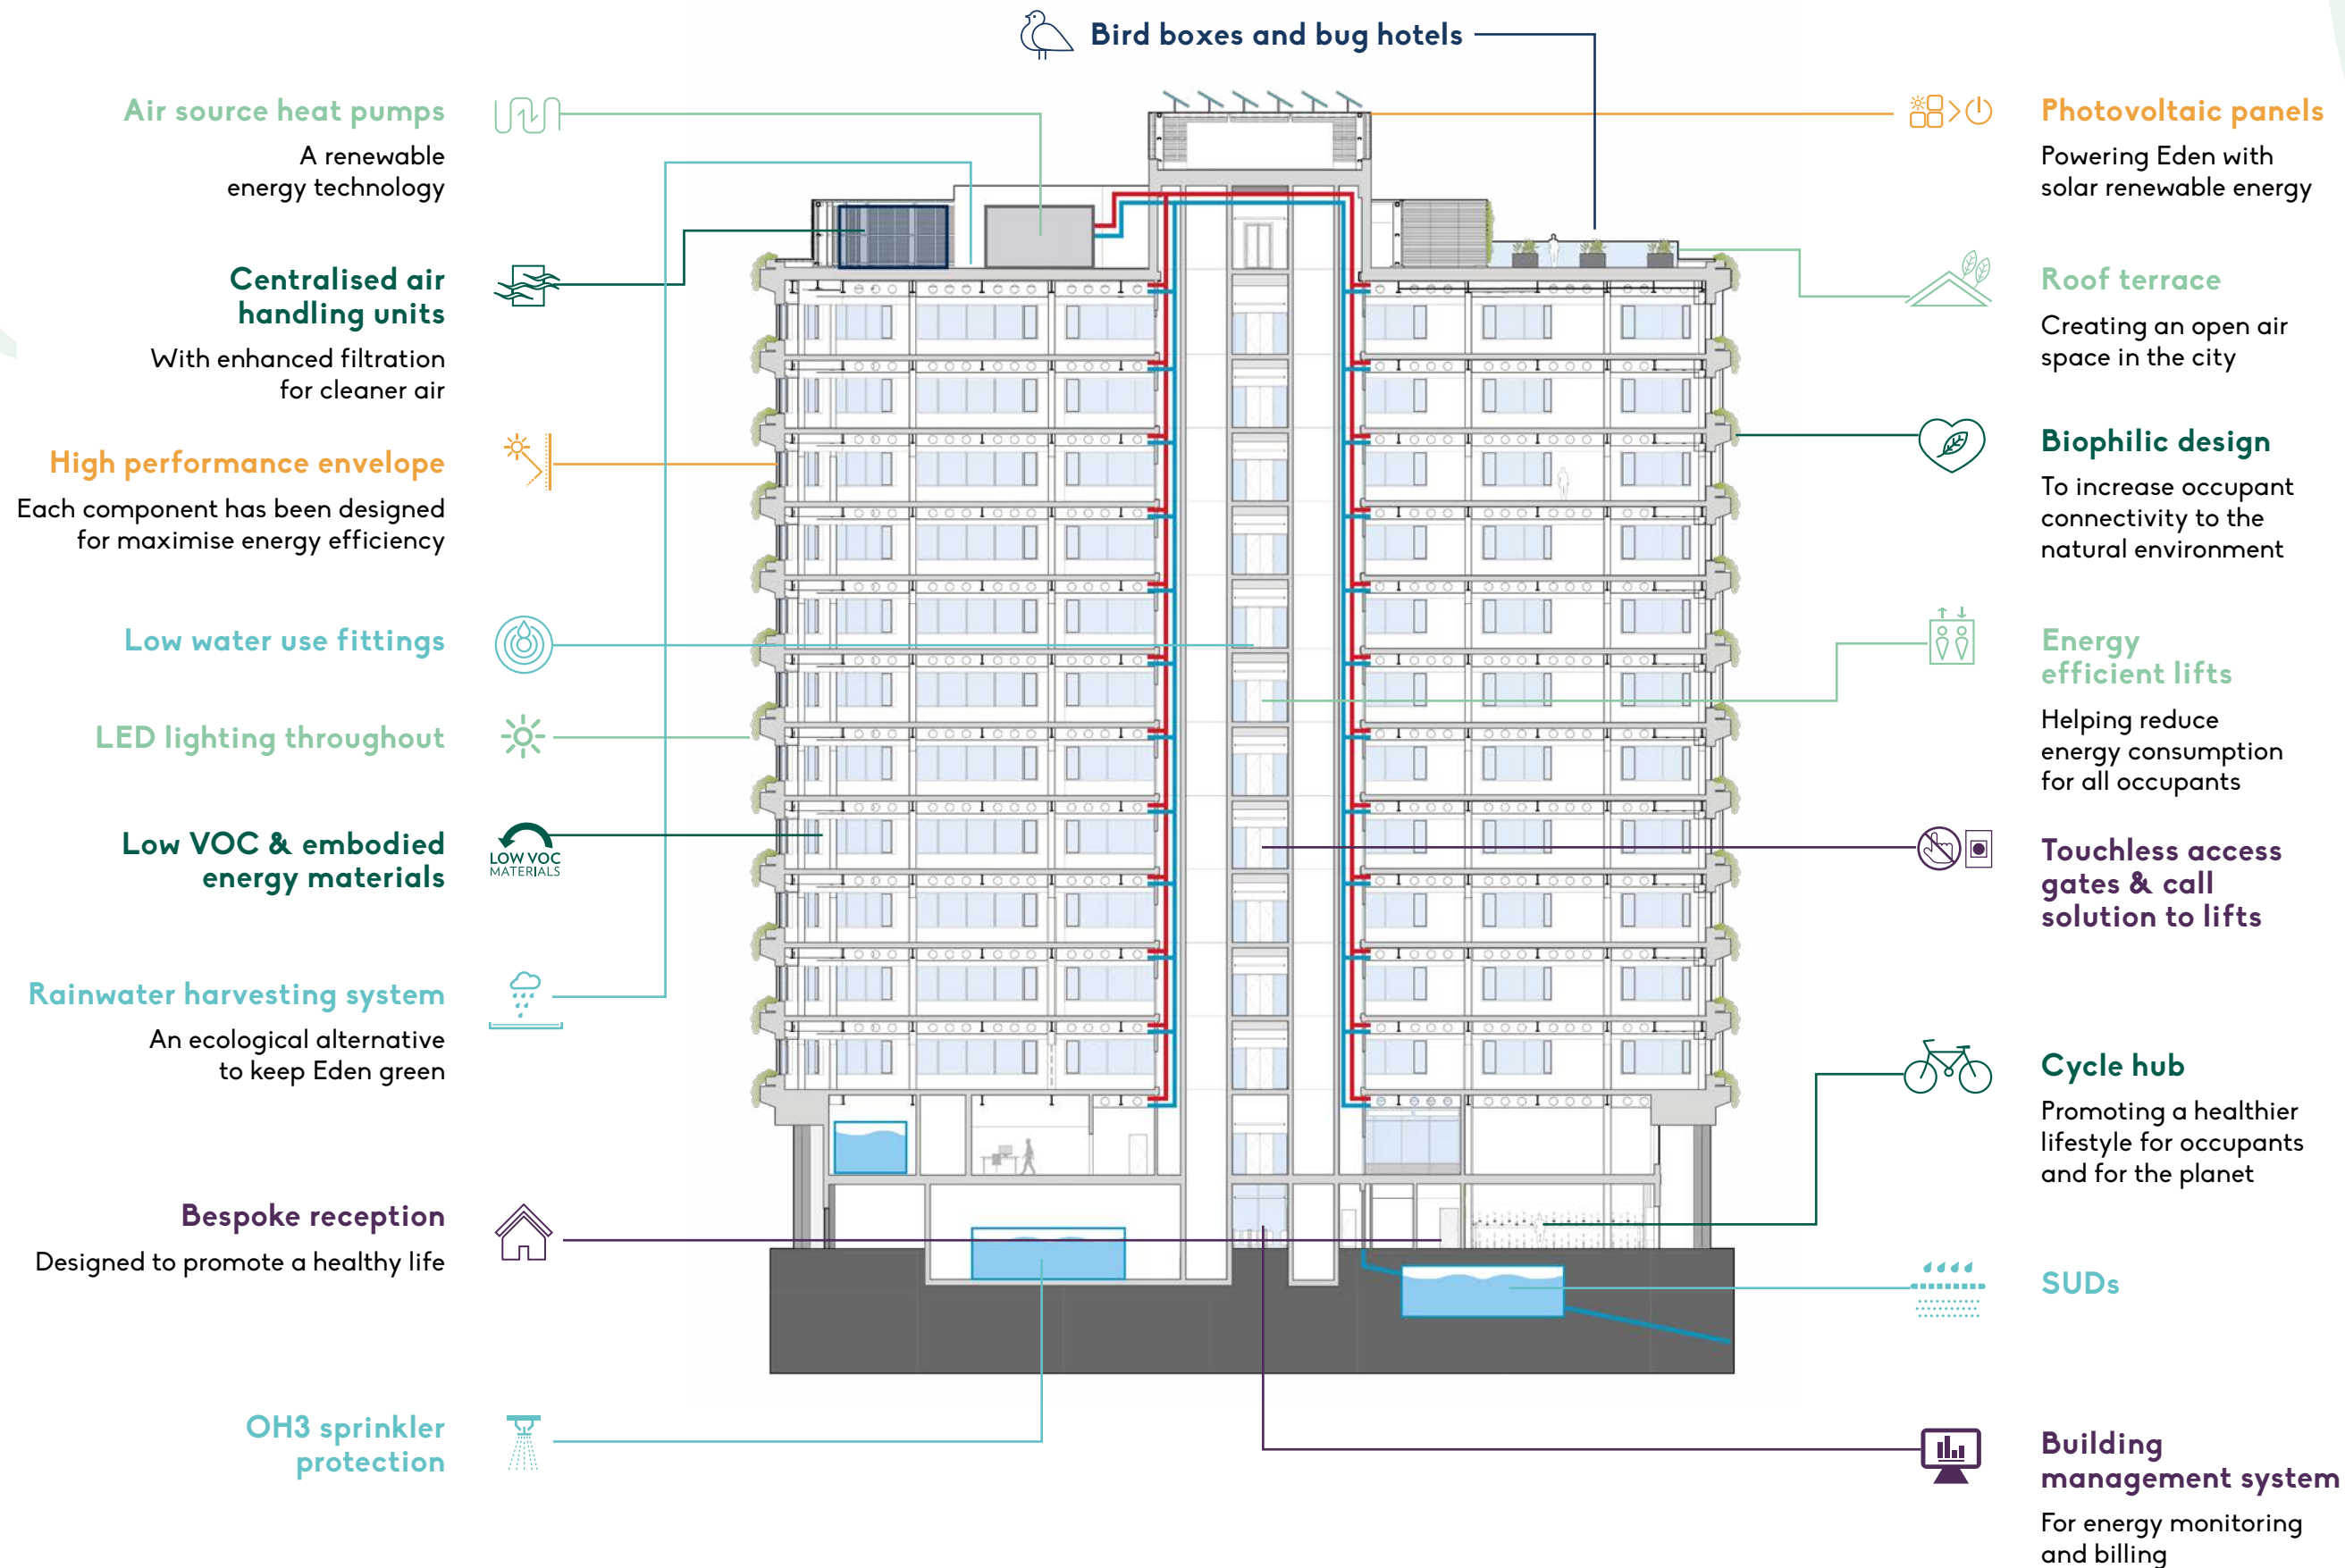 Bird boxes and bug hotels
Air source heat pumps
A renewable
energy technology
Centralised air
handling units
With enhanced filtration
for cleaner air
High performance envelope
Each component has been designed
for maximise energy efficiency
Low water use fittings
LED lighting throughout
Low VOC & embodied
energy materials
LOW VOC
MATERIALS
Rainwater harvesting system
An ecological alternative
to keep Eden green
Bespoke reception
Designed to promote a healthy life
OH3 sprinkler
protection
Photovoltaic panels
Powering Eden with
solar renewable energy
Roof terrace
Creating an open air
space in the city
Biophilic design
To increase occupant
connectivity to the
natural environment
Energy
efficient lifts
Helping reduce
energy consumption
for all occupants
Touchless access
gates & call
solution to lifts
Cycle hub
Promoting a healthier
lifestyle for occupants
and for the planet
SUDs
Building
management system
For energy monitoring
and billing